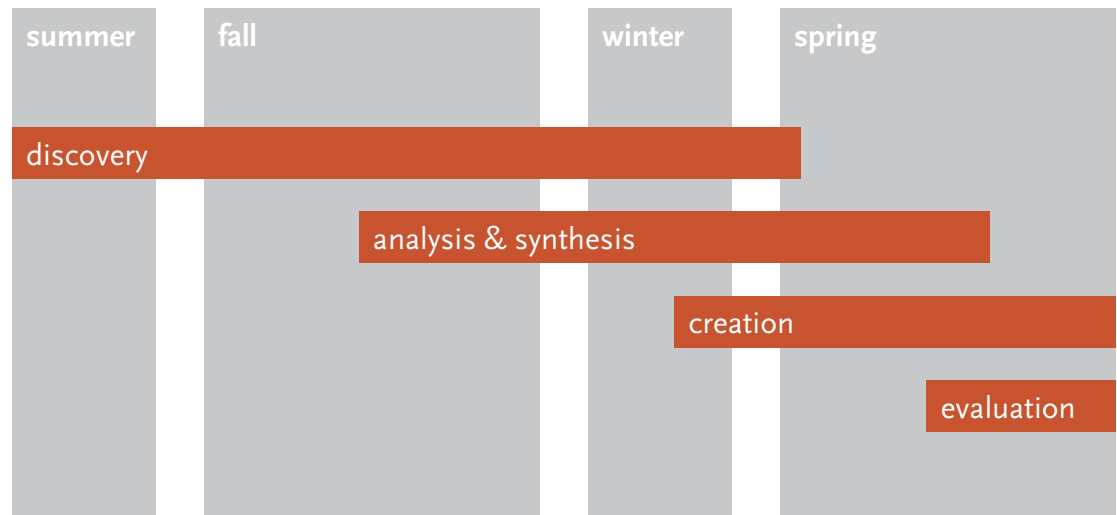 summer fall winter spring
discovery
analysis & synthesis
creation
evaluation